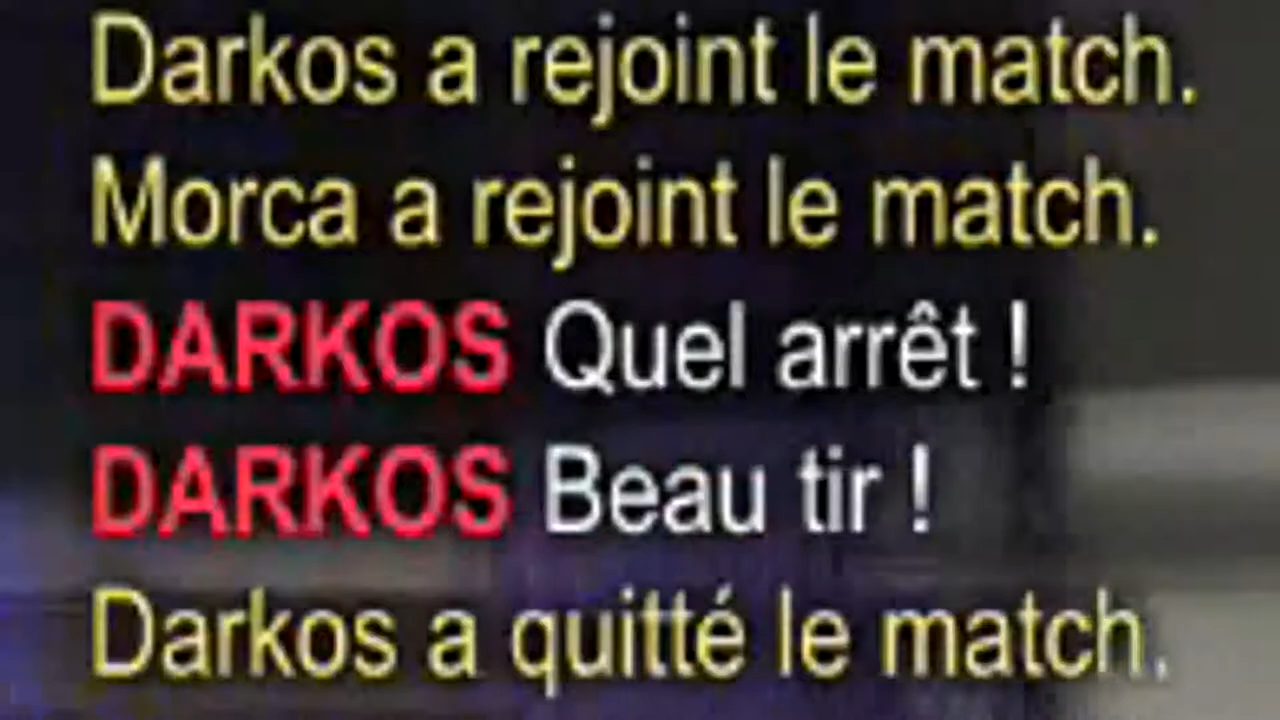 Darkos a rejoint le match.
Morca a rejoint le match.
DARKOS Quel arrêt !
DARKOS Beau tir !
Darkos a quitté le match.